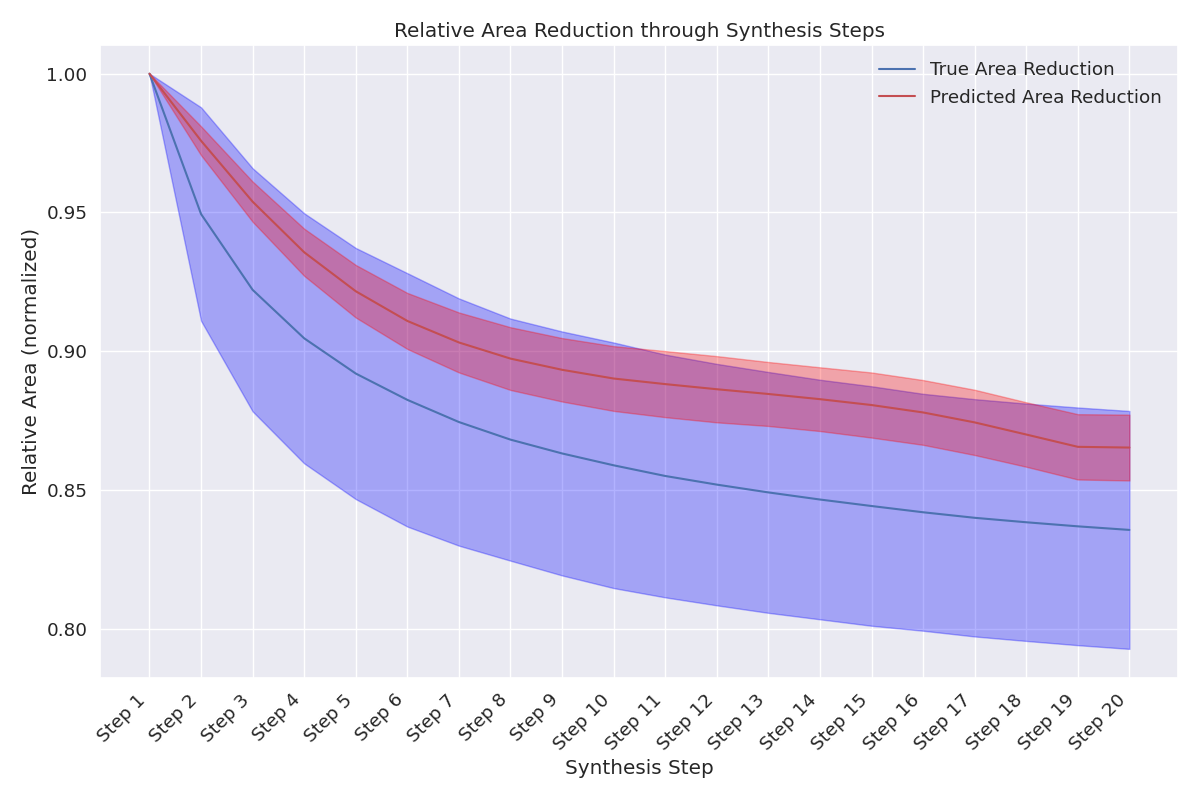 Relative Area Reduction through Synthesis Steps
True Area Reduction
Predicted Area Reduction
Relative Area (normalized)
1.00
0.95
0.90
0.85
0.80
Step 1
Step 2
Step 3
Step 4
Step 5
Step 6
Step 7
Step 8
Step 9
Step 10
Step 11
Step 12
Step 13
Step 14
Step 15
Step 16
Step 17
Step 18
Step 19
Step 20
Synthesis Step